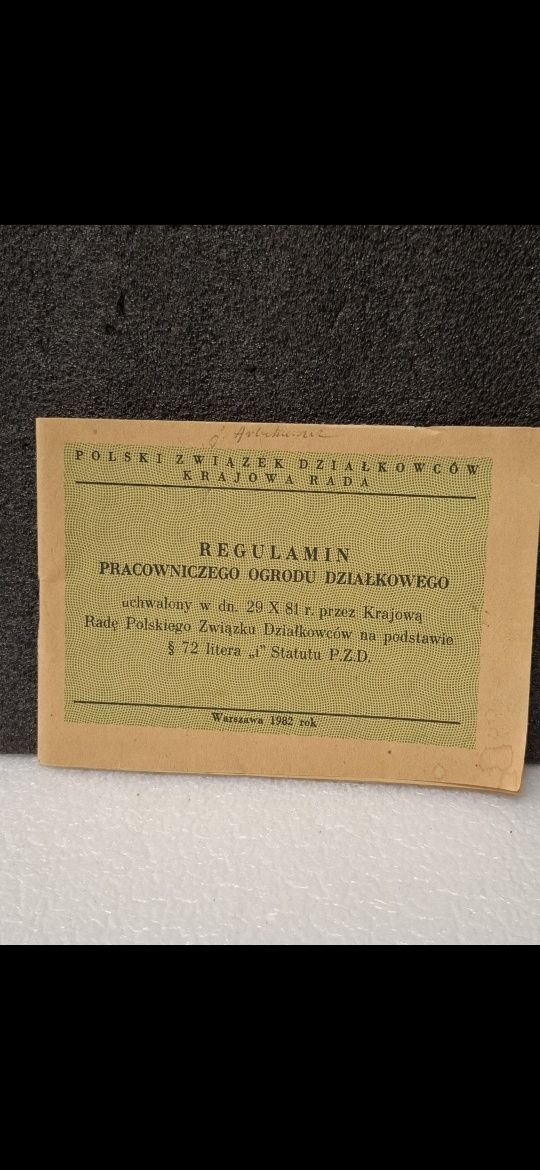 POLSKI ZWIĄZEK DZIAŁKOWCÓW
KRAJOWA RADA
REGULAMIN
PRACOWNICZEGO OGRODU DZIAŁKOWEGO
uchwalony w dn. 29 X 81 r. przez Krajową
Radę Polskiego Związku Działkowców na podstawie
§ 72 litera „i” Statutu P.Z.D.
Warszawa 1982 rok